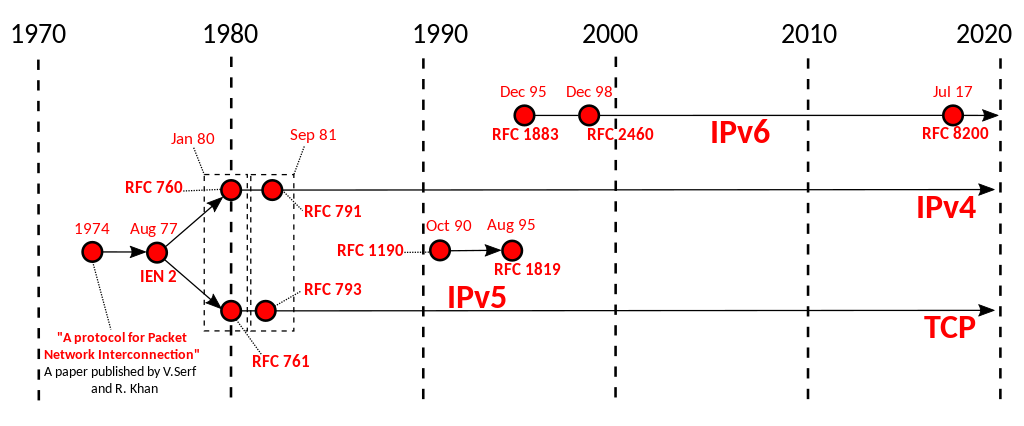 1970 1980 1990 2000 2010 2020
Dec 95 Dec 98 Jul 17
RFC 1883 RFC 2460 IPv6 RFC 8200
Jan 80 Sep 81
RFC 760
RFC 791 IPv4
1974 Aug 77 Oct 90 Aug 95
RFC 1190
IEN 2 RFC 1819
RFC 793 IPv5
TCP
"A protocol for Packet
Network Interconnection"
A paper published by V.Serf
and R. Khan
RFC 761